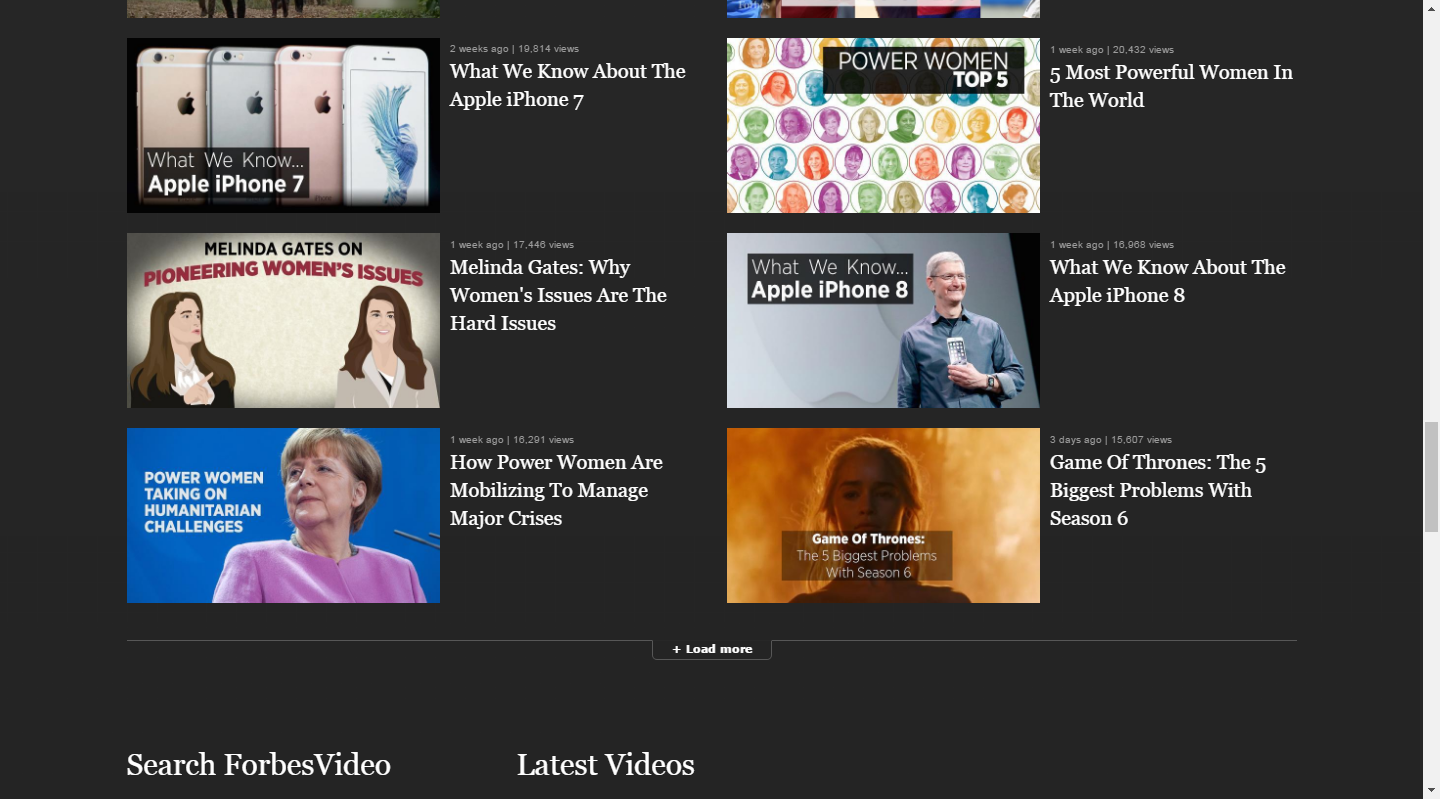 Forbes
2 weeks ago | 19,814 views
What We Know About The
Apple iPhone 7
What We Know...
Apple iPhone 7
1 week ago | 20,432 views
5 Most Powerful Women In
The World
POWER WOMEN
TOP 5
MELINDA GATES ON
PIONEERING WOMEN'S ISSUES
1 week ago | 17,446 views
Melinda Gates: Why
Women's Issues Are The
Hard Issues
What We Know...
Apple iPhone 8
1 week ago | 16,968 views
What We Know About The
Apple iPhone 8
POWER WOMEN
TAKING ON
HUMANITARIAN
CHALLENGES
1 week ago | 16,291 views
How Power Women Are
Mobilizing To Manage
Major Crises
Game Of Thrones:
The 5 Biggest Problems
With Season 6
3 days ago | 15,607 views
Game Of Thrones: The 5
Biggest Problems With
Season 6
+ Load more
Search ForbesVideo
Latest Videos